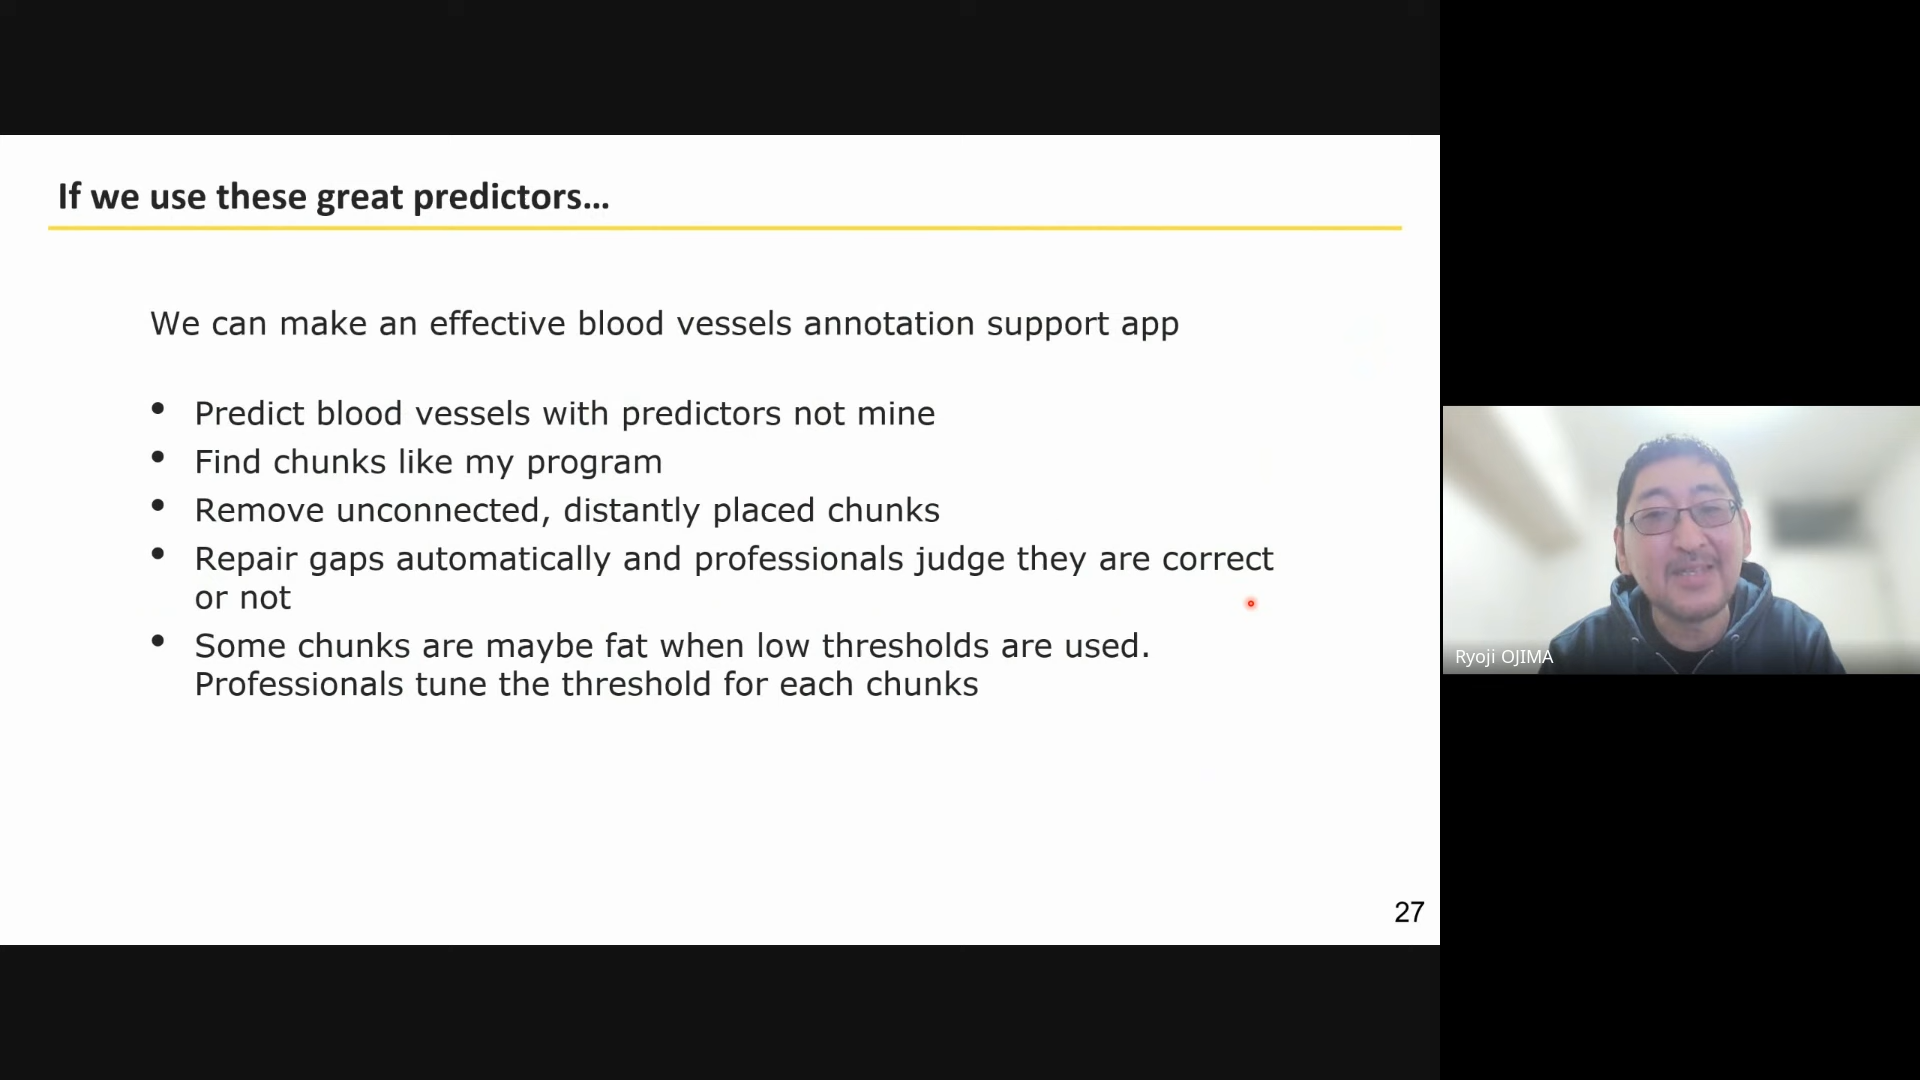 If we use these great predictors…
We can make an effective blood vessels annotation support app
• Predict blood vessels with predictors not mine
• Find chunks like my program
• Remove unconnected, distantly placed chunks
• Repair gaps automatically and professionals judge they are correct
or not
• Some chunks are maybe fat when low thresholds are used.
Professionals tune the threshold for each chunks
27
Ryoji OJIMA